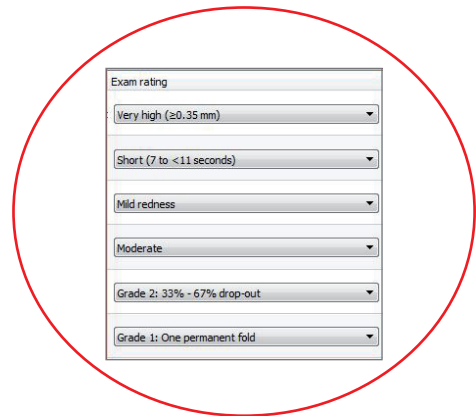 Exam rating
Very high (≥0.35 mm)
Short (7 to <11 seconds)
Mild redness
Moderate
Grade 2: 33% - 67% drop-out
Grade 1: One permanent fold